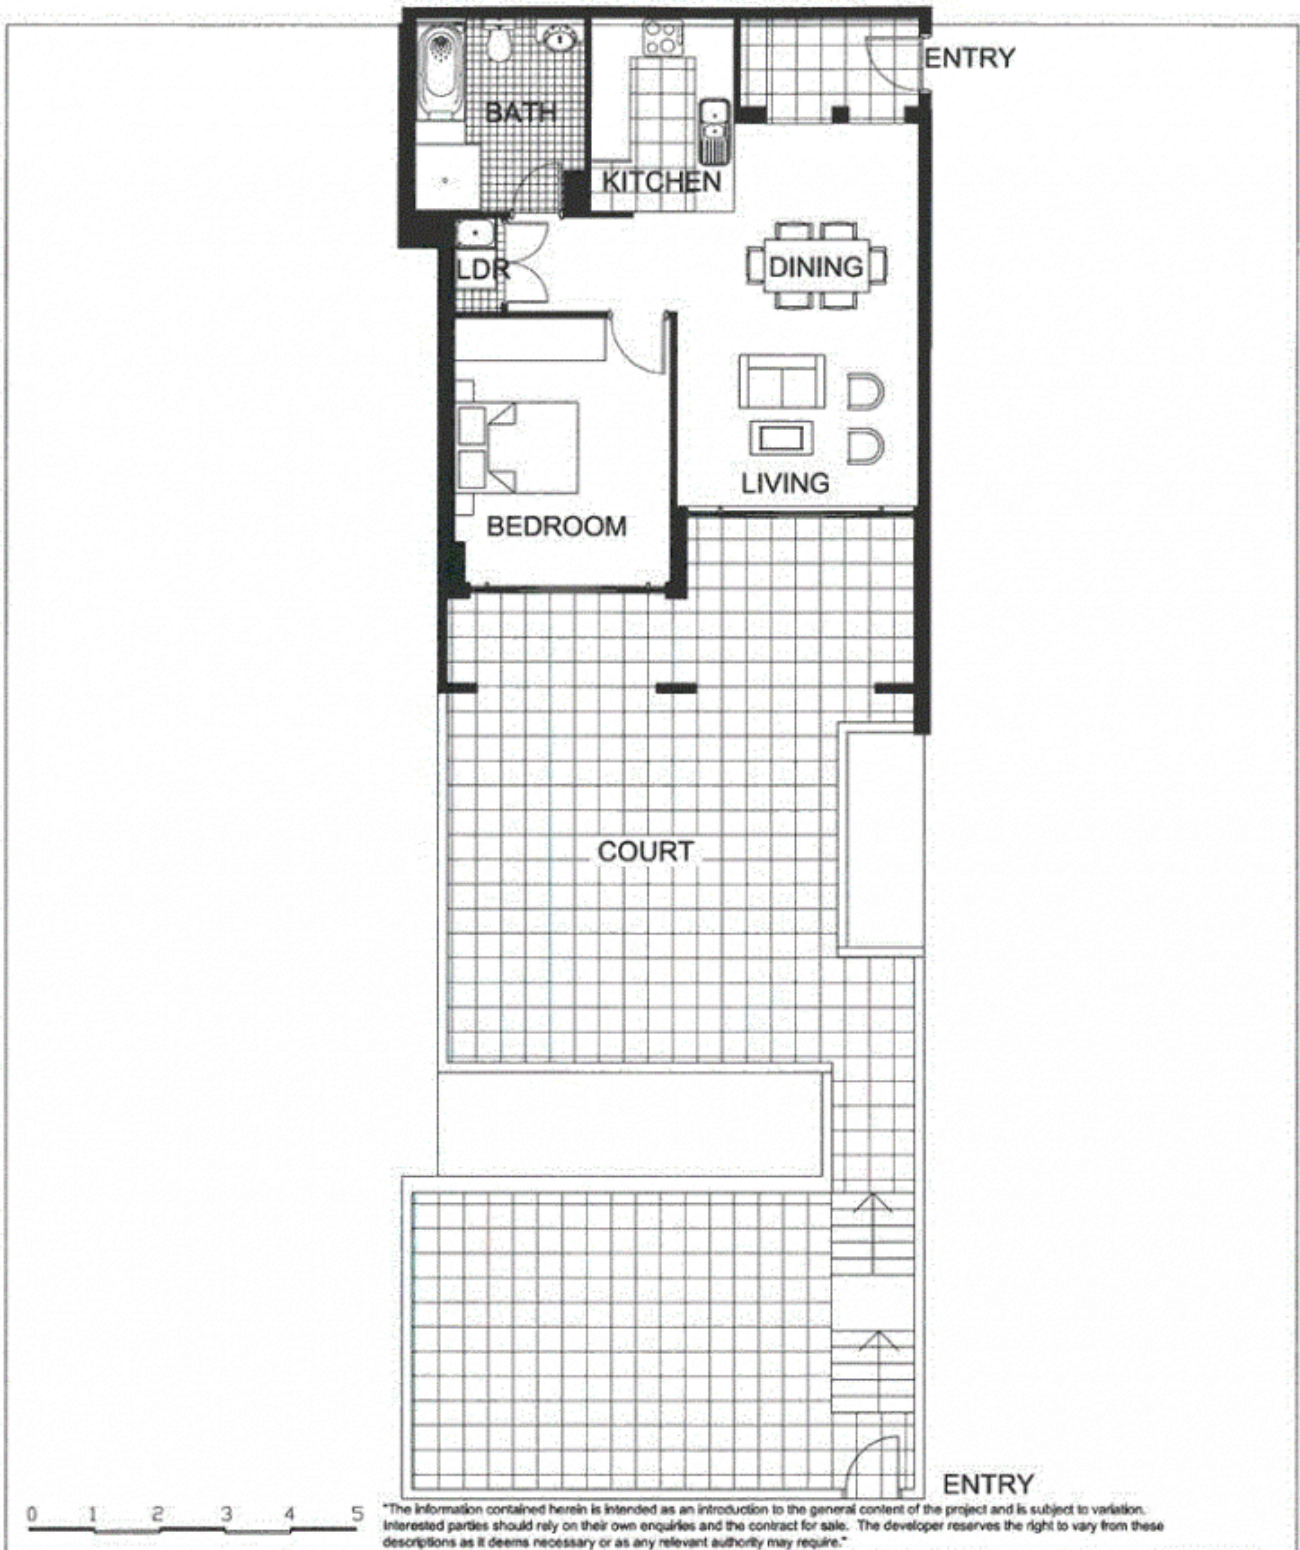 ENTRY
BATH
KITCHEN
LDR
DINING
LIVING
BEDROOM
COURT
ENTRY
0 1 2 3 4 5
"The information contained herein is intended as an introduction to the general content of the project and is subject to variation.
Interested parties should rely on their own enquiries and the contract for sale. The developer reserves the right to vary from these
descriptions as it deems necessary or as any relevant authority may require."